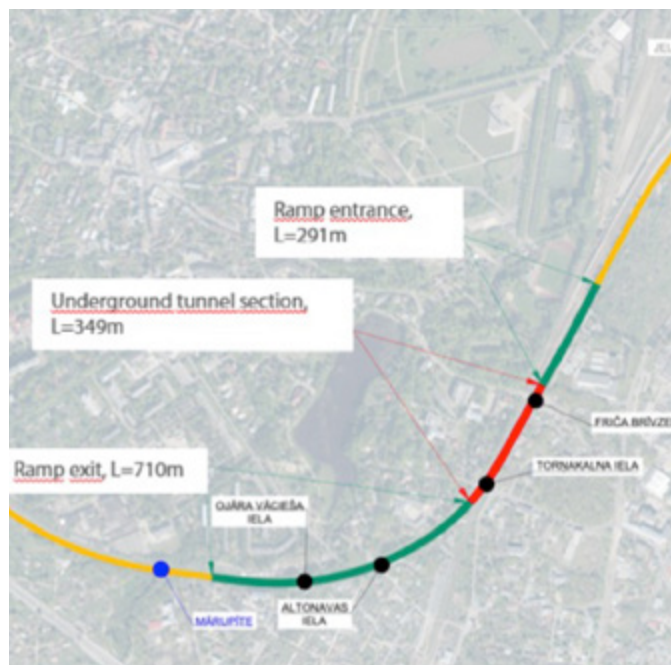 Ramp entrance,
L=291m
Underground tunnel section,
L=349m
FRIČA BRĪVZE
Ramp exit, L=710m
TORNAKALNA IELA
OJĀRA VĀCIEŠA
IELA
ALTONAVAS
IELA
MĀRUPĪTE